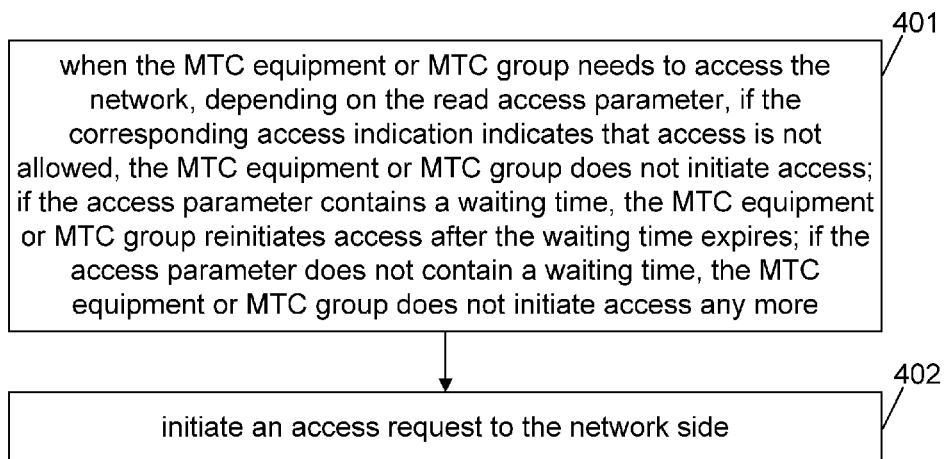 401
when the MTC equipment or MTC group needs to access the
network, depending on the read access parameter, if the
corresponding access indication indicates that access is not
allowed, the MTC equipment or MTC group does not initiate access;
if the access parameter contains a waiting time, the MTC equipment
or MTC group reinitiates access after the waiting time expires; if the
access parameter does not contain a waiting time, the MTC
equipment or MTC group does not initiate access any more
402
initiate an access request to the network side